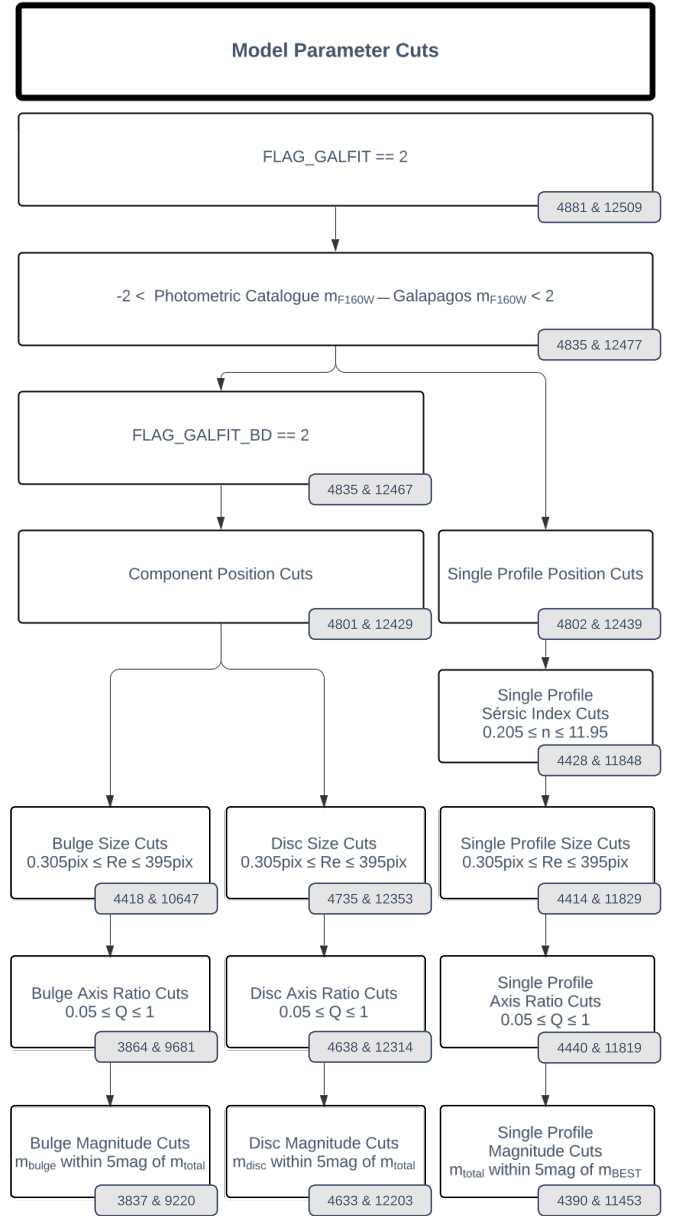 Model Parameter Cuts
FLAG_GALFIT == 2
4881 & 12509
-2 < Photometric Catalogue mF160W — Galapagos mF160W < 2
4835 & 12477
FLAG_GALFIT_BD == 2
4835 & 12467
Component Position Cuts
4801 & 12429
Single Profile Position Cuts
4802 & 12439
Single Profile
Sérsic Index Cuts
0.205 ≤ n ≤ 11.95
4428 & 11848
Bulge Size Cuts
0.305pix ≤ Re ≤ 395pix
4418 & 10647
Disc Size Cuts
0.305pix ≤ Re ≤ 395pix
4735 & 12353
Single Profile Size Cuts
0.305pix ≤ Re ≤ 395pix
4414 & 11829
Bulge Axis Ratio Cuts
0.05 ≤ Q ≤ 1
3864 & 9681
Disc Axis Ratio Cuts
0.05 ≤ Q ≤ 1
4638 & 12314
Single Profile
Axis Ratio Cuts
0.05 ≤ Q ≤ 1
4440 & 11819
Bulge Magnitude Cuts
mbulge within 5mag of mtotal
3837 & 9220
Disc Magnitude Cuts
mdisc within 5mag of mtotal
4633 & 12203
Single Profile
Magnitude Cuts
mtotal within 5mag of mBEST
4390 & 11453